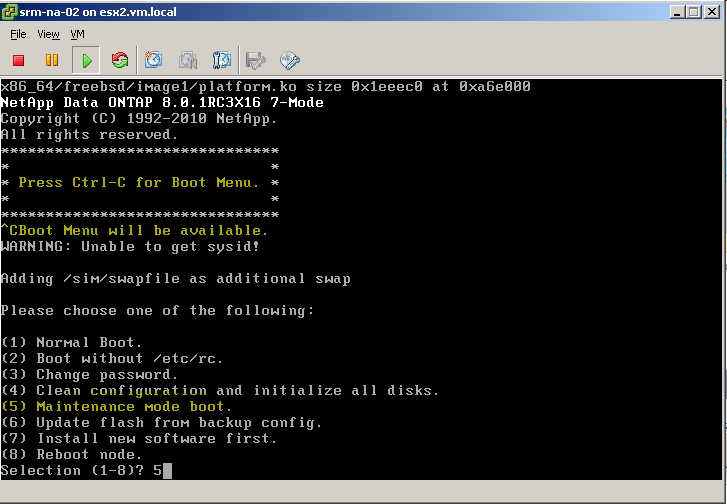 srm-na-02 on esx2.vm.local
File View VM
x86_64/freebsd/image1/platform.ko size 0x1eeec0 at 0xa6e000
NetApp Data ONTAP 8.0.1RC3X16 7-Mode
Copyright (C) 1992-2010 NetApp.
All rights reserved.
*******************************
*                             *
* Press Ctrl-C for Boot Menu. *
*                             *
*******************************
^CBoot Menu will be available.
WARNING: Unable to get sysid!
Adding /sim/swapfile as additional swap
Please choose one of the following:
(1) Normal Boot.
(2) Boot without /etc/rc.
(3) Change password.
(4) Clean configuration and initialize all disks.
(5) Maintenance mode boot.
(6) Update flash from backup config.
(7) Install new software first.
(8) Reboot node.
Selection (1-8)? 5